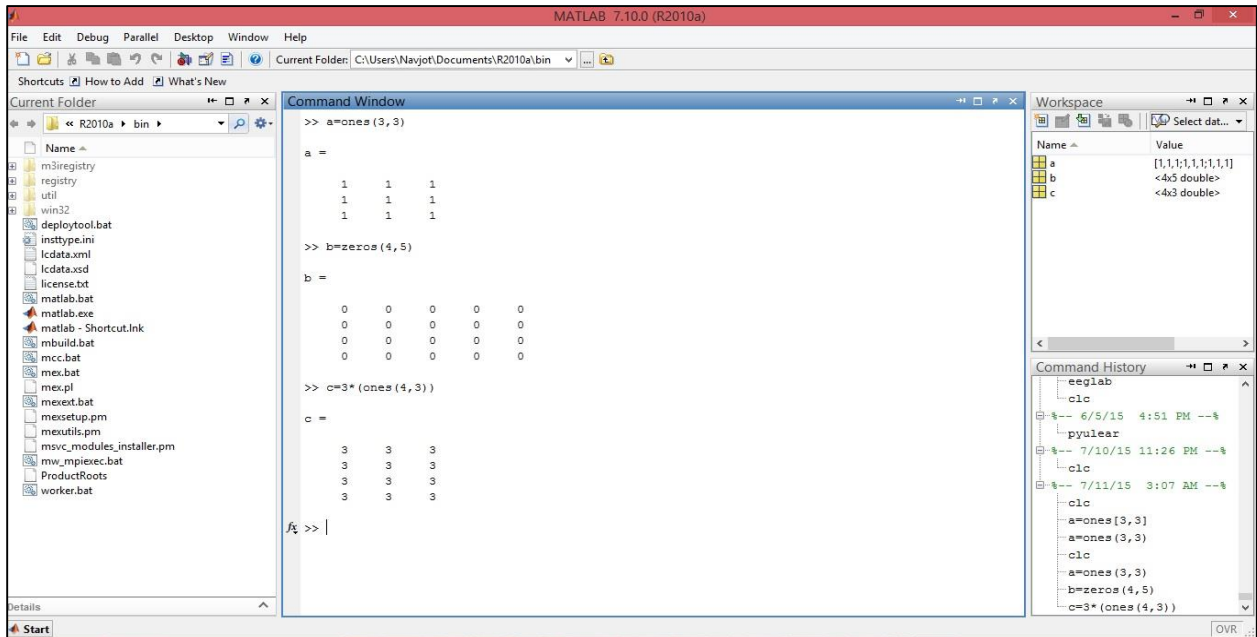 MATLAB 7.10.0 (R2010a)
File Edit Debug Parallel Desktop Window Help
Current Folder: C:\Users\Navjot\Documents\R2010a\bin
Shortcuts How to Add What's New
Current Folder
« R2010a bin
Name
m3iregistry
registry
util
win32
deploytool.bat
insttype.ini
lcdata.xml
lcdata.xsd
license.txt
matlab.bat
matlab.exe
matlab - Shortcut.lnk
mbuild.bat
mcc.bat
mex.bat
mex.pl
mexext.bat
mexsetup.pm
mexutils.pm
msvc_modules_installer.pm
mw_mpiexec.bat
ProductRoots
worker.bat
Details
Start
Command Window
>> a=ones(3,3)
a =
1 1 1
1 1 1
1 1 1
>> b=zeros(4,5)
b =
0 0 0 0 0
0 0 0 0 0
0 0 0 0 0
0 0 0 0 0
>> c=3*(ones(4,3))
c =
3 3 3
3 3 3
3 3 3
3 3 3
fx >>
Workspace
Select dat...
Name Value
a [1,1,1;1,1,1;1,1,1]
b <4x5 double>
c <4x3 double>
Command History
eeglab
clc
%-- 6/5/15 4:51 PM --%
pyulear
%-- 7/10/15 11:26 PM --%
clc
%-- 7/11/15 3:07 AM --%
clc
a=ones[3,3]
a=ones(3,3)
clc
a=ones(3,3)
b=zeros(4,5)
c=3*(ones(4,3))
OVR